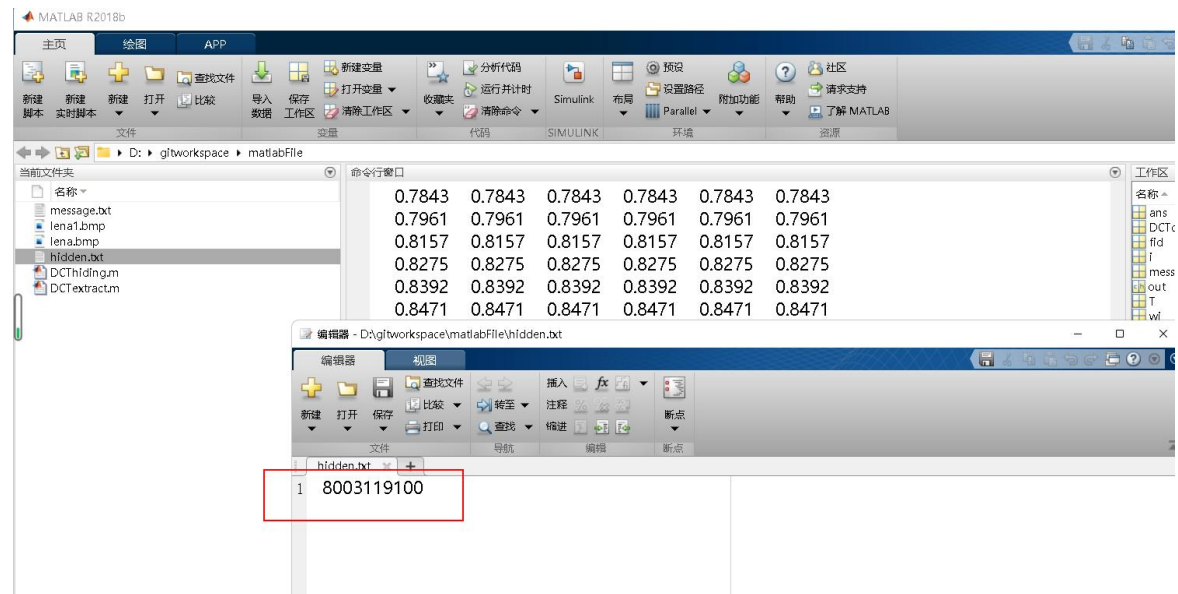 MATLAB R2018b
主页 绘图 APP
新建脚本 新建实时脚本 新建 打开 查找文件 比较 导入数据 保存工作区 新建变量 打开变量 清除工作区 收藏夹 分析代码 运行并计时 清除命令 Simulink 布局 预设 设置路径 Parallel 附加功能 帮助 社区 请求支持 了解 MATLAB
文件 变量 代码 SIMULINK 环境 资源
D: gitworkspace matlabFile
当前文件夹 命令行窗口 工作区
名称
message.txt
lena1.bmp
lena.bmp
hidden.txt
DCThiding.m
DCTextract.m
0.7843 0.7843 0.7843 0.7843 0.7843 0.7843
0.7961 0.7961 0.7961 0.7961 0.7961 0.7961
0.8157 0.8157 0.8157 0.8157 0.8157 0.8157
0.8275 0.8275 0.8275 0.8275 0.8275 0.8275
0.8392 0.8392 0.8392 0.8392 0.8392 0.8392
0.8471 0.8471 0.8471 0.8471 0.8471 0.8471
名称
ans
fid
i
mess
out
T
wi
编辑器 - D:\gitworkspace\matlabFile\hidden.txt
编辑器 视图
新建 打开 保存 查找文件 比较 打印 转至 查找 插入 fx 注释 缩进 断点
文件 导航 编辑 断点
hidden.txt
1 8003119100